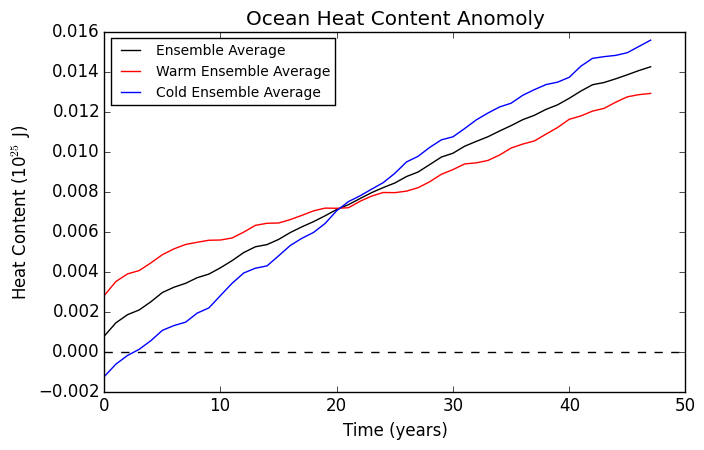 Ocean Heat Content Anomoly
Ensemble Average
Warm Ensemble Average
Cold Ensemble Average
0.016
0.014
0.012
0.010
0.008
0.006
0.004
0.002
0.000
−0.002
Heat Content (10²⁵ J)
0 10 20 30 40 50
Time (years)